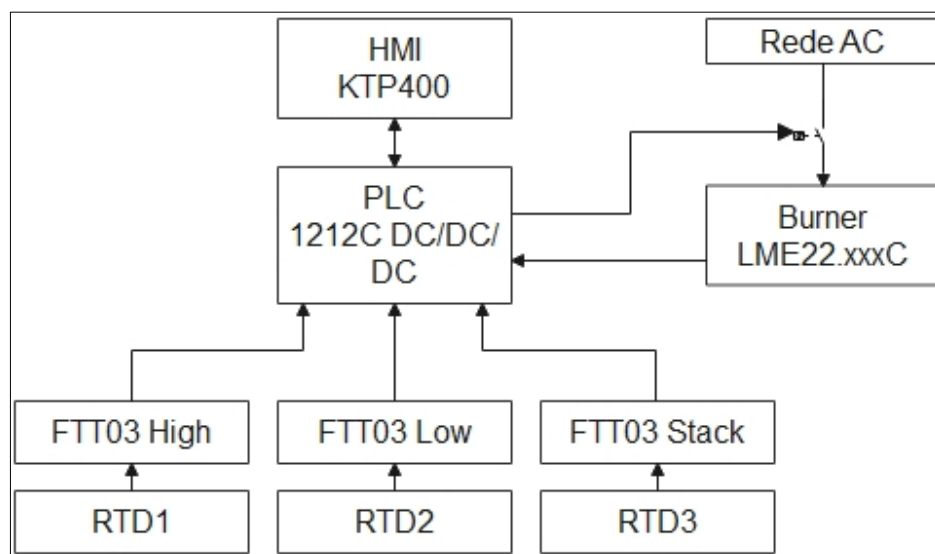 HMI
KTP400
Rede AC
PLC
1212C DC/DC/
DC
Burner
LME22.xxxC
FTT03 High
FTT03 Low
FTT03 Stack
RTD1
RTD2
RTD3